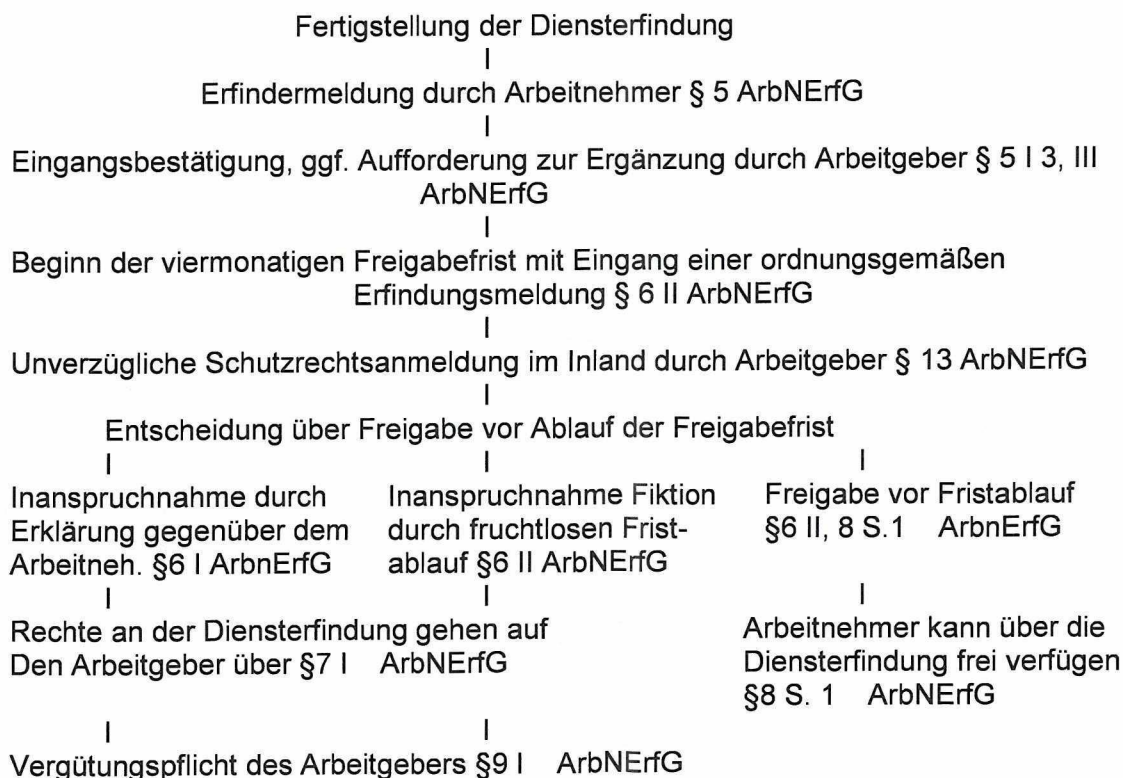 Fertigstellung der Diensterfindung
Erfindermeldung durch Arbeitnehmer § 5 ArbNErfG
Eingangsbestätigung, ggf. Aufforderung zur Ergänzung durch Arbeitgeber § 5 I 3, III
ArbNErfG
Beginn der viermonatigen Freigabefrist mit Eingang einer ordnungsgemäßen
Erfindungsmeldung § 6 II ArbNErfG
Unverzügliche Schutzrechtsanmeldung im Inland durch Arbeitgeber § 13 ArbNErfG
Entscheidung über Freigabe vor Ablauf der Freigabefrist
Inanspruchnahme durch
Erklärung gegenüber dem
Arbeitneh. §6 I ArbnErfG
Inanspruchnahme Fiktion
durch fruchtlosen Frist-
ablauf §6 II ArbNErfG
Freigabe vor Fristablauf
§6 II, 8 S.1 ArbnErfG
Rechte an der Diensterfindung gehen auf
Den Arbeitgeber über §7 I ArbNErfG
Arbeitnehmer kann über die
Diensterfindung frei verfügen
§8 S. 1 ArbNErfG
Vergütungspflicht des Arbeitgebers §9 I ArbNErfG